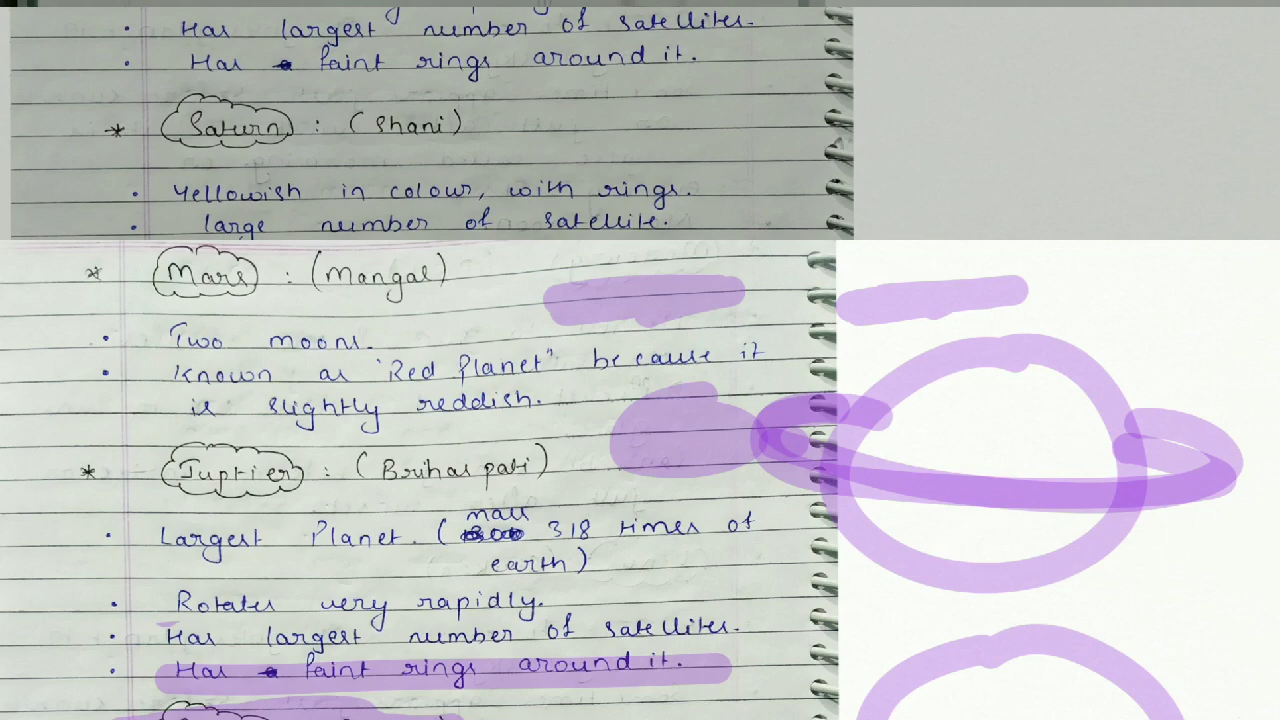 • Has largest number of satellites.
• Has faint rings around it.
* Saturn : (Shani)
• Yellowish in colour, with rings.
• large number of satellite.
* Mars : (Mangal)
• Two moons.
• Known as "Red Planet" because it
is slightly reddish.
* Juptier : (Brihaspati)
• Largest Planet. (mass 318 times of
earth)
• Rotates very rapidly.
• Has largest number of satellites.
• Has faint rings around it.